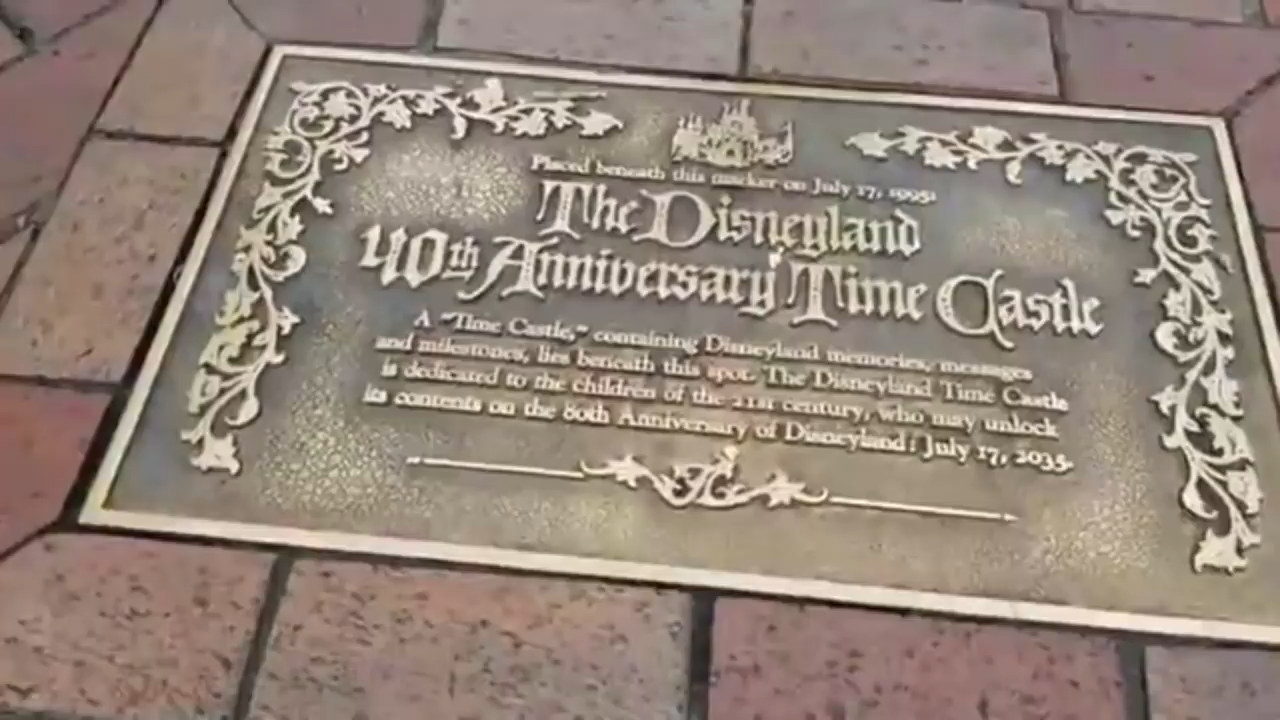 Placed beneath this marker on July 17, 1995:
The Disneyland
40th Anniversary Time Castle
A "Time Castle," containing Disneyland memories, messages
and milestones, lies beneath this spot. The Disneyland Time Castle
is dedicated to the children of the 21st century, who may unlock
its contents on the 80th Anniversary of Disneyland: July 17, 2035.